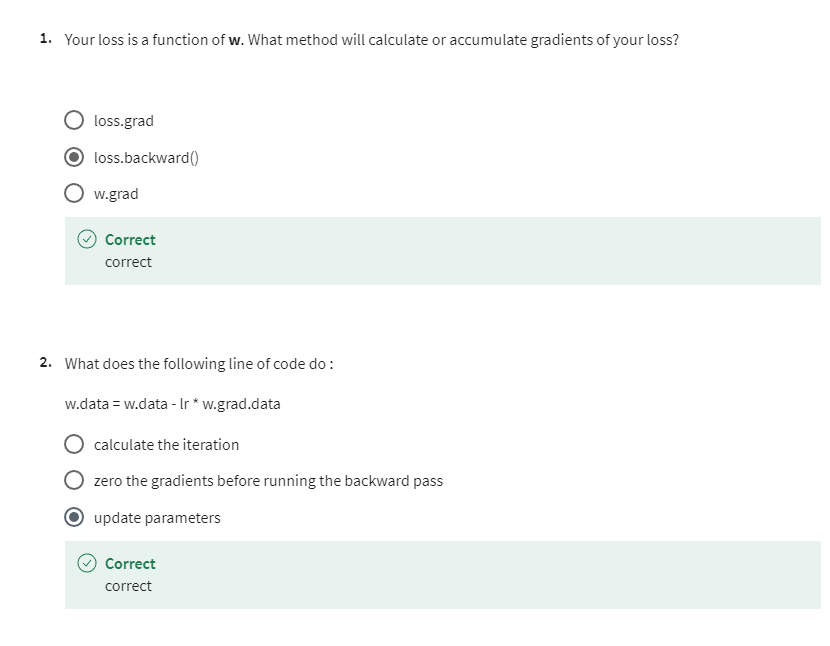 1. Your loss is a function of w. What method will calculate or accumulate gradients of your loss?
loss.grad
loss.backward()
w.grad
Correct
correct
2. What does the following line of code do :
w.data = w.data - lr * w.grad.data
calculate the iteration
zero the gradients before running the backward pass
update parameters
Correct
correct